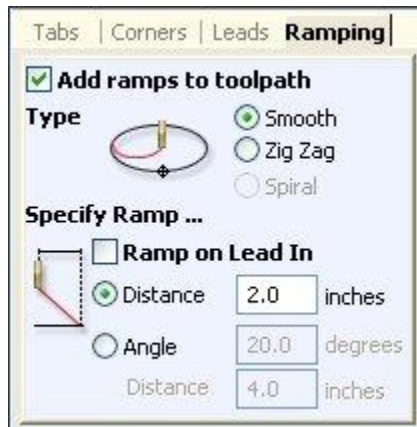 Tabs | Corners | Leads Ramping
Add ramps to toolpath
Type
Smooth
Zig Zag
Spiral
Specify Ramp ...
Ramp on Lead In
Distance 2.0 inches
Angle 20.0 degrees
Distance 4.0 inches